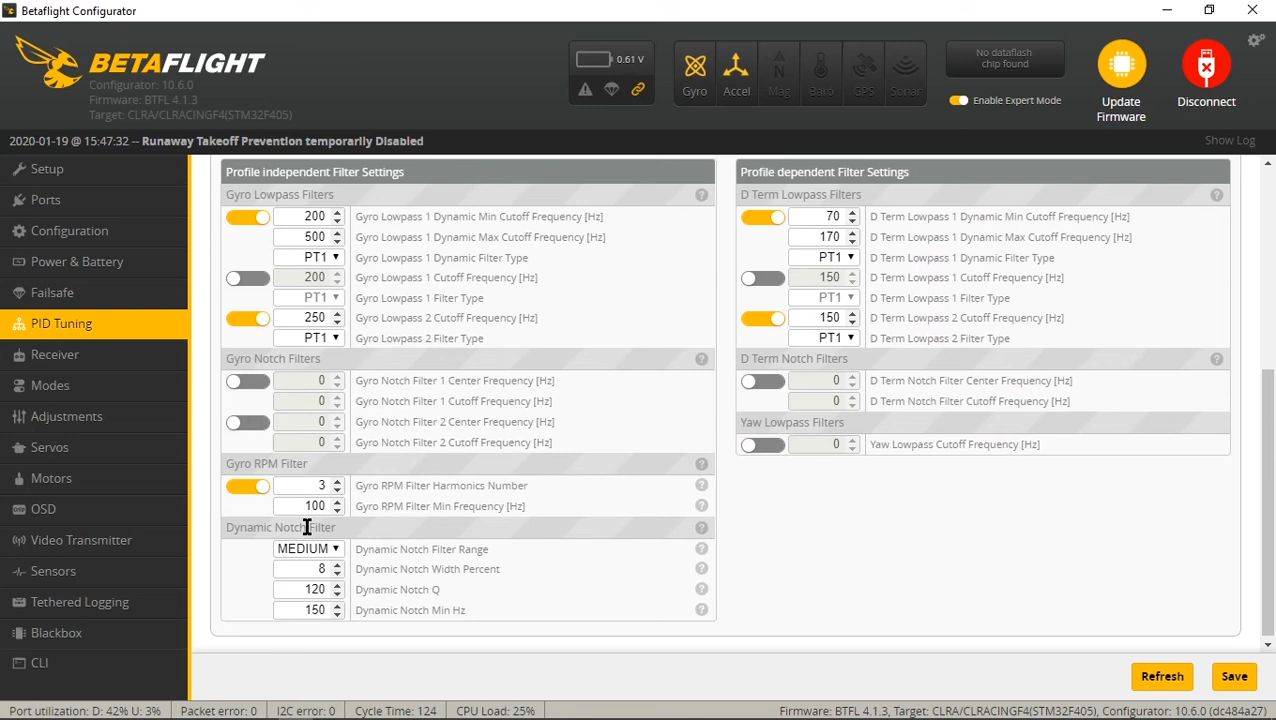 Betaflight Configurator
BETAFLIGHT
Configurator: 10.6.0
Firmware: BTFL 4.1.3
Target: CLRA/CLRACINGF4(STM32F405)
0.61 V
Gyro
Accel
Mag
Baro
GPS
Sonar
No dataflash
chip found
Enable Expert Mode
Update
Firmware
Disconnect
2020-01-19 @ 15:47:32 -- Runaway Takeoff Prevention temporarily Disabled
Show Log
Setup
Ports
Configuration
Power & Battery
Failsafe
PID Tuning
Receiver
Modes
Adjustments
Servos
Motors
OSD
Video Transmitter
Sensors
Tethered Logging
Blackbox
CLI
Profile independent Filter Settings
Gyro Lowpass Filters
200 Gyro Lowpass 1 Dynamic Min Cutoff Frequency [Hz]
500 Gyro Lowpass 1 Dynamic Max Cutoff Frequency [Hz]
PT1 Gyro Lowpass 1 Dynamic Filter Type
200 Gyro Lowpass 1 Cutoff Frequency [Hz]
PT1 Gyro Lowpass 1 Filter Type
250 Gyro Lowpass 2 Cutoff Frequency [Hz]
PT1 Gyro Lowpass 2 Filter Type
Gyro Notch Filters
0 Gyro Notch Filter 1 Center Frequency [Hz]
0 Gyro Notch Filter 1 Cutoff Frequency [Hz]
0 Gyro Notch Filter 2 Center Frequency [Hz]
0 Gyro Notch Filter 2 Cutoff Frequency [Hz]
Gyro RPM Filter
3 Gyro RPM Filter Harmonics Number
100 Gyro RPM Filter Min Frequency [Hz]
Dynamic Notch Filter
MEDIUM Dynamic Notch Filter Range
8 Dynamic Notch Width Percent
120 Dynamic Notch Q
150 Dynamic Notch Min Hz
Profile dependent Filter Settings
D Term Lowpass Filters
70 D Term Lowpass 1 Dynamic Min Cutoff Frequency [Hz]
170 D Term Lowpass 1 Dynamic Max Cutoff Frequency [Hz]
PT1 D Term Lowpass 1 Dynamic Filter Type
150 D Term Lowpass 1 Cutoff Frequency [Hz]
PT1 D Term Lowpass 1 Filter Type
150 D Term Lowpass 2 Cutoff Frequency [Hz]
PT1 D Term Lowpass 2 Filter Type
D Term Notch Filters
0 D Term Notch Filter Center Frequency [Hz]
0 D Term Notch Filter Cutoff Frequency [Hz]
Yaw Lowpass Filters
0 Yaw Lowpass Cutoff Frequency [Hz]
Refresh
Save
Port utilization: D: 42% U: 3% Packet error: 0 I2C error: 0 Cycle Time: 124 CPU Load: 25% Firmware: BTFL 4.1.3, Target: CLRA/CLRACINGF4(STM32F405), Configurator: 10.6.0 (dc484a27)